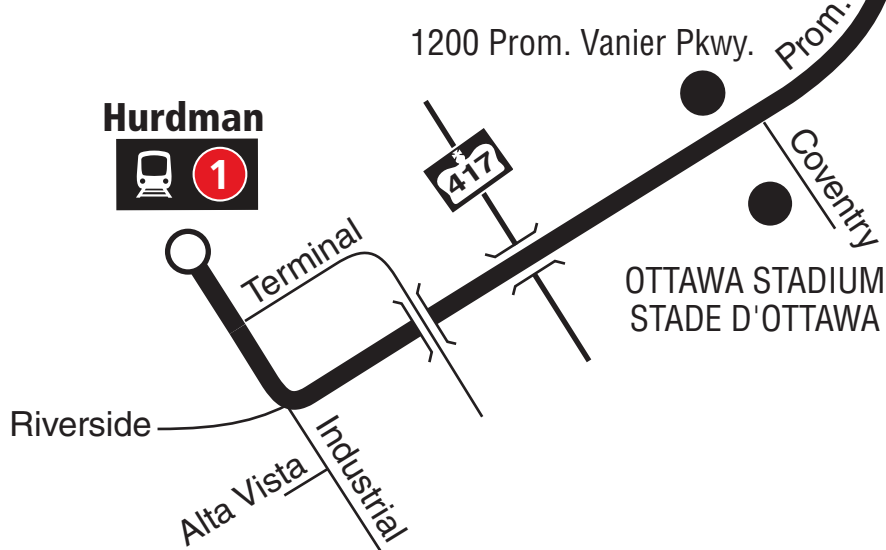 1200 Prom. Vanier Pkwy.
Prom.
Hurdman
1
417
Coventry
Terminal
OTTAWA STADIUM
STADE D'OTTAWA
Riverside
Industrial
Alta Vista